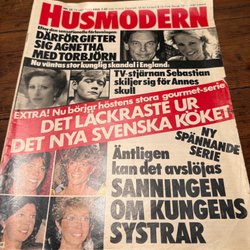 HUSMODERN
DÄRFÖR GIFTER
SIG AGNETHA
MED TORBJÖRN
Nu väntas stor kunglig skandal i England:
TV-stjärnan Sebastian
skiljer sig för Annes
skull
EXTRA! Nu börjar höstens stora gourmet-serie
DET LÄCKRASTE UR
DET NYA SVENSKA KÖKET
NY
SPÄNNANDE
SERIE
Äntligen
kan det avslöjas
SANNINGEN
OM KUNGENS
SYSTRAR